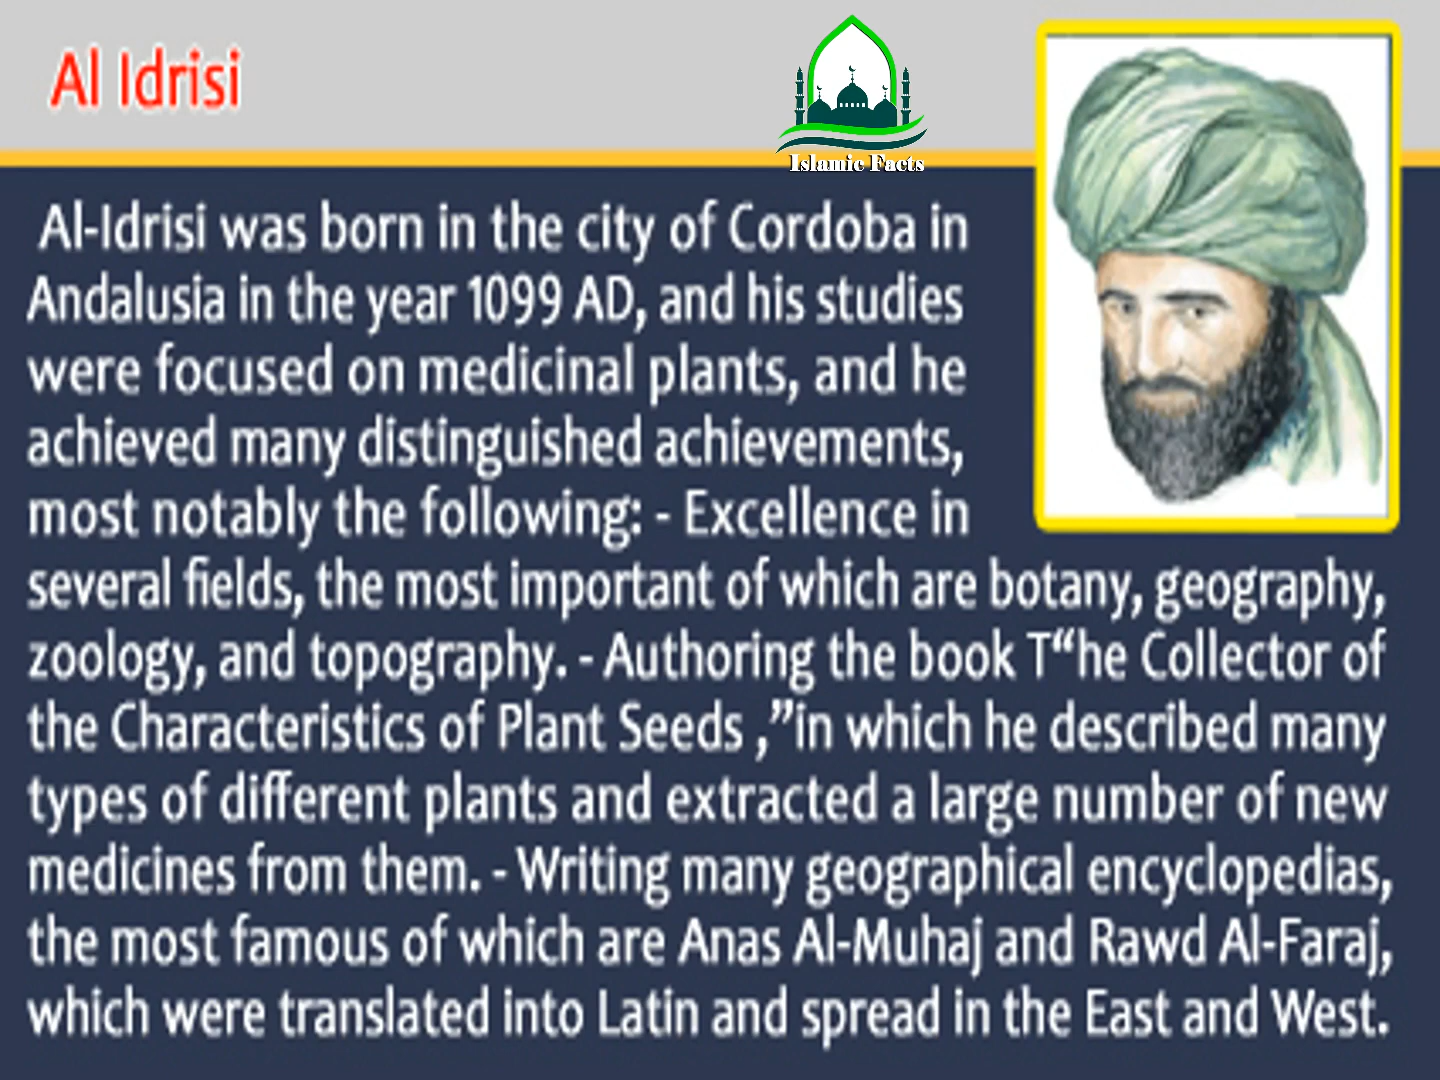 Al Idrisi
Islamic Facts
Al-Idrisi was born in the city of Cordoba in
Andalusia in the year 1099 AD, and his studies
were focused on medicinal plants, and he
achieved many distinguished achievements,
most notably the following: - Excellence in
several fields, the most important of which are botany, geography,
zoology, and topography. - Authoring the book T“he Collector of
the Characteristics of Plant Seeds ,”in which he described many
types of different plants and extracted a large number of new
medicines from them. - Writing many geographical encyclopedias,
the most famous of which are Anas Al-Muhaj and Rawd Al-Faraj,
which were translated into Latin and spread in the East and West.